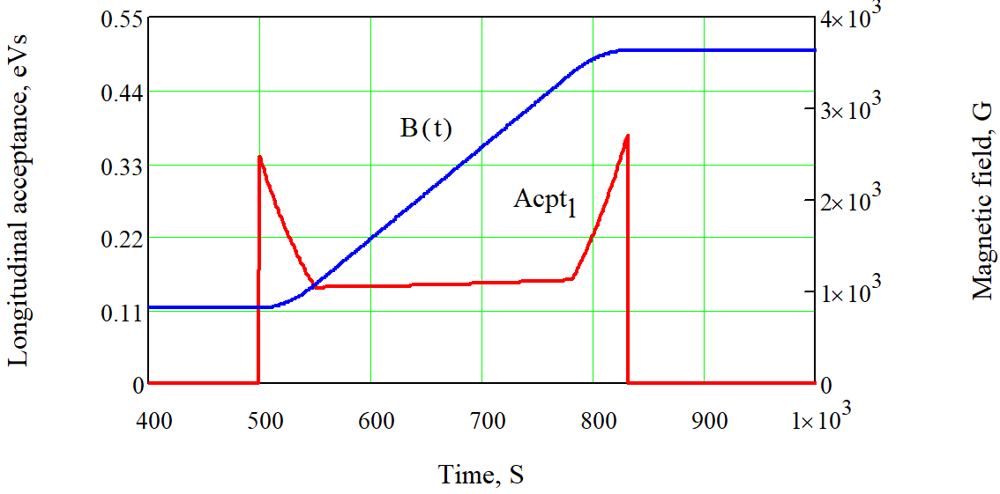 Longitudinal acceptance, eVs
0.55
0.44
0.33
0.22
0.11
0
4×10³
3×10³
2×10³
1×10³
0
Magnetic field, G
B(t)
Acpt₁
400 500 600 700 800 900 1×10³
Time, S